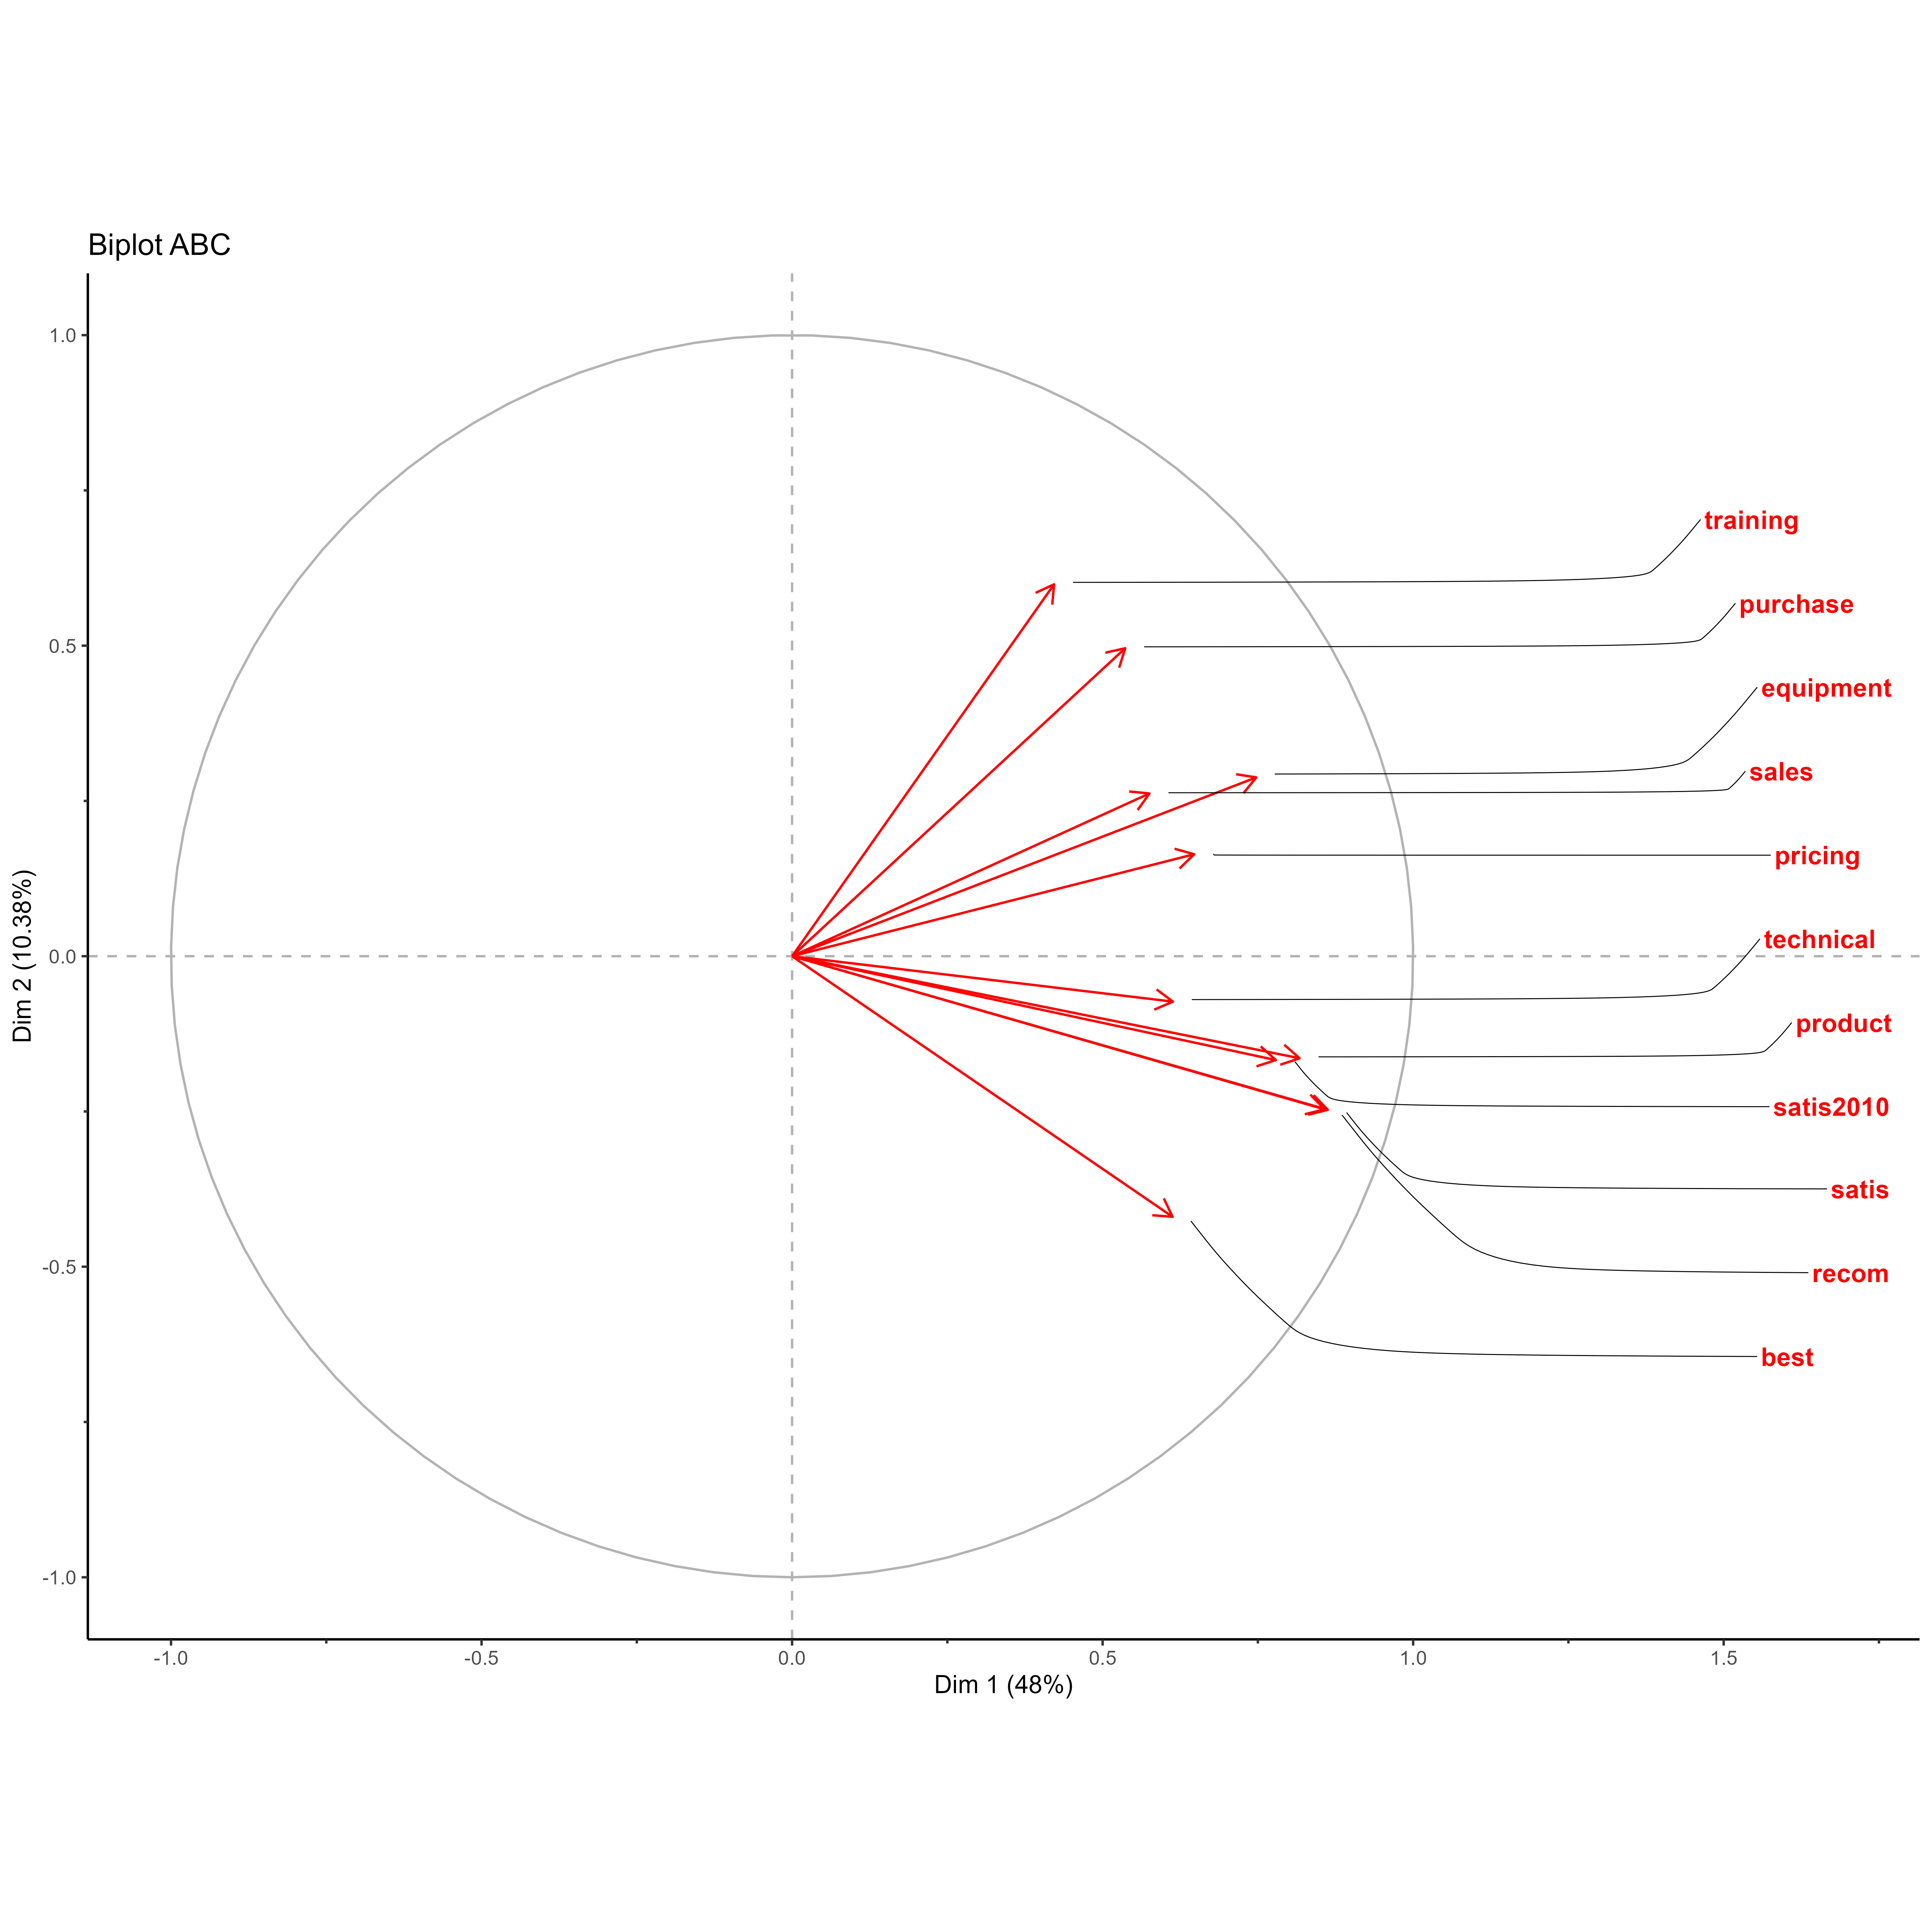 Biplot ABC
1.0
0.5
0.0
-0.5
-1.0
Dim 2 (10.38%)
training
purchase
equipment
sales
pricing
technical
product
satis2010
satis
recom
best
-1.0 -0.5 0.0 0.5 1.0 1.5
Dim 1 (48%)